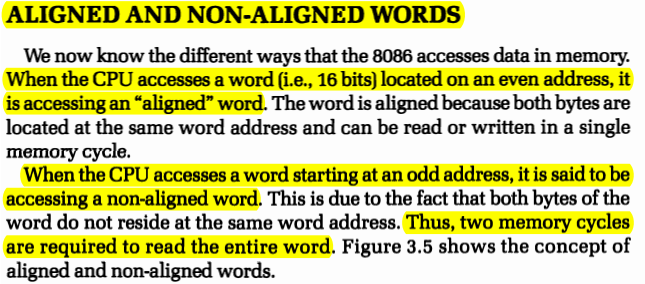 ALIGNED AND NON-ALIGNED WORDS
We now know the different ways that the 8086 accesses data in memory.
When the CPU accesses a word (i.e., 16 bits) located on an even address, it
is accessing an “aligned” word. The word is aligned because both bytes are
located at the same word address and can be read or written in a single
memory cycle.
When the CPU accesses a word starting at an odd address, it is said to be
accessing a non-aligned word. This is due to the fact that both bytes of the
word do not reside at the same word address. Thus, two memory cycles
are required to read the entire word. Figure 3.5 shows the concept of
aligned and non-aligned words.